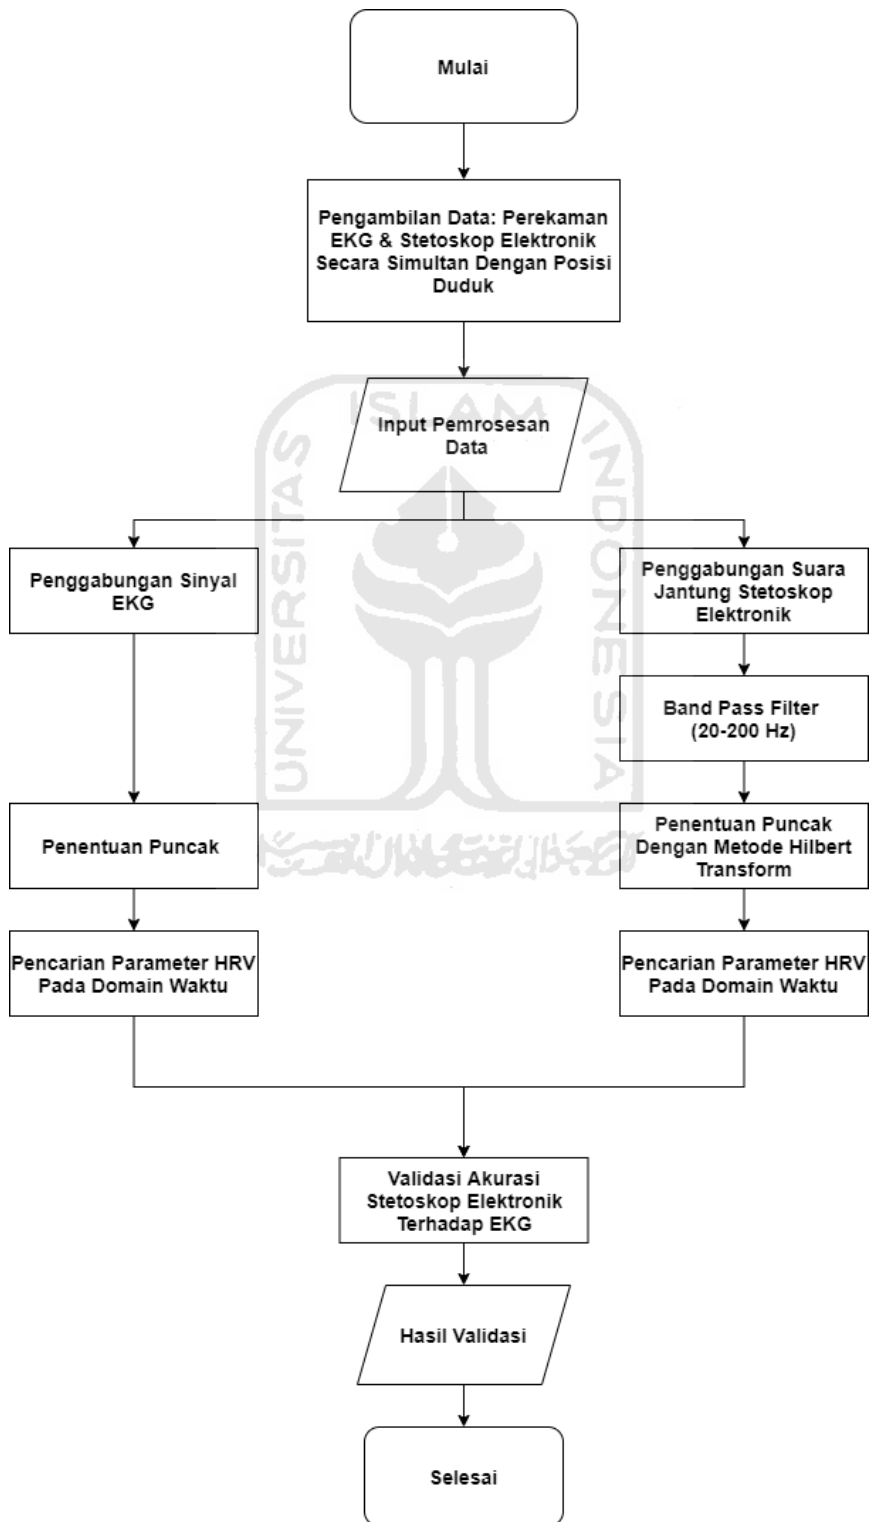 Mulai
Pengambilan Data: Perekaman
EKG & Stetoskop Elektronik
Secara Simultan Dengan Posisi
Duduk
ISLAM
UNIVERSITAS
INDONESIA
Input Pemrosesan
Data
Penggabungan Sinyal
EKG
Penggabungan Suara
Jantung Stetoskop
Elektronik
Band Pass Filter
(20-200 Hz)
Penentuan Puncak
Penentuan Puncak
Dengan Metode Hilbert
Transform
Pencarian Parameter HRV
Pada Domain Waktu
Pencarian Parameter HRV
Pada Domain Waktu
Validasi Akurasi
Stetoskop Elektronik
Terhadap EKG
Hasil Validasi
Selesai